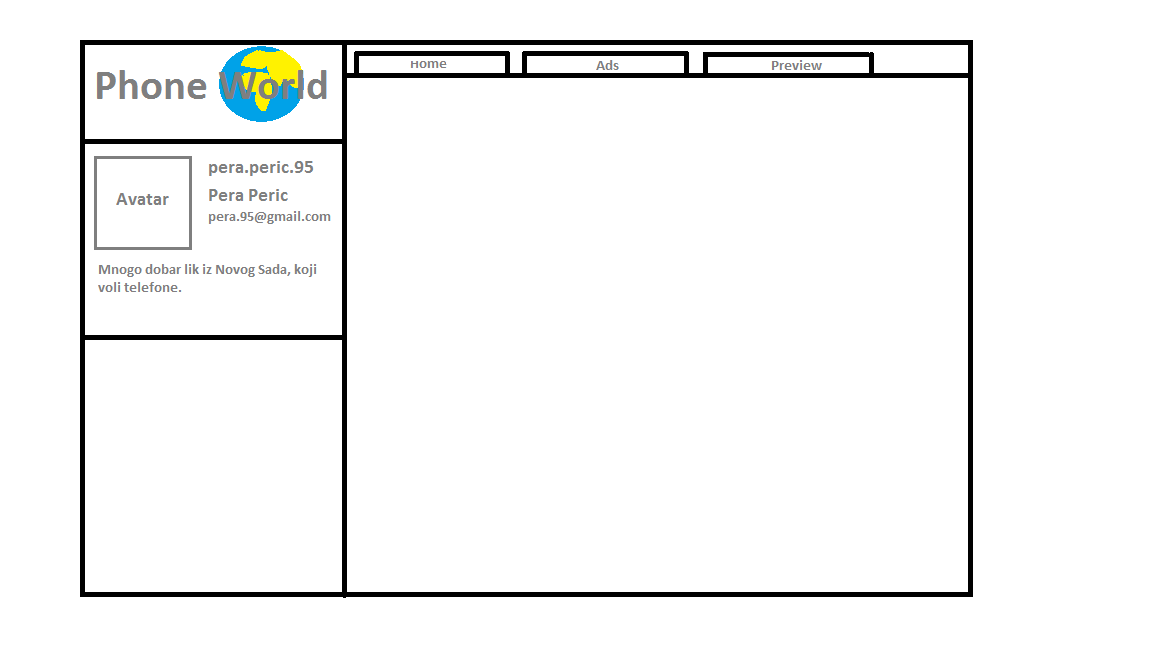 Phone World
Home
Ads
Preview
Avatar
pera.peric.95
Pera Peric
pera.95@gmail.com
Mnogo dobar lik iz Novog Sada, koji
voli telefone.